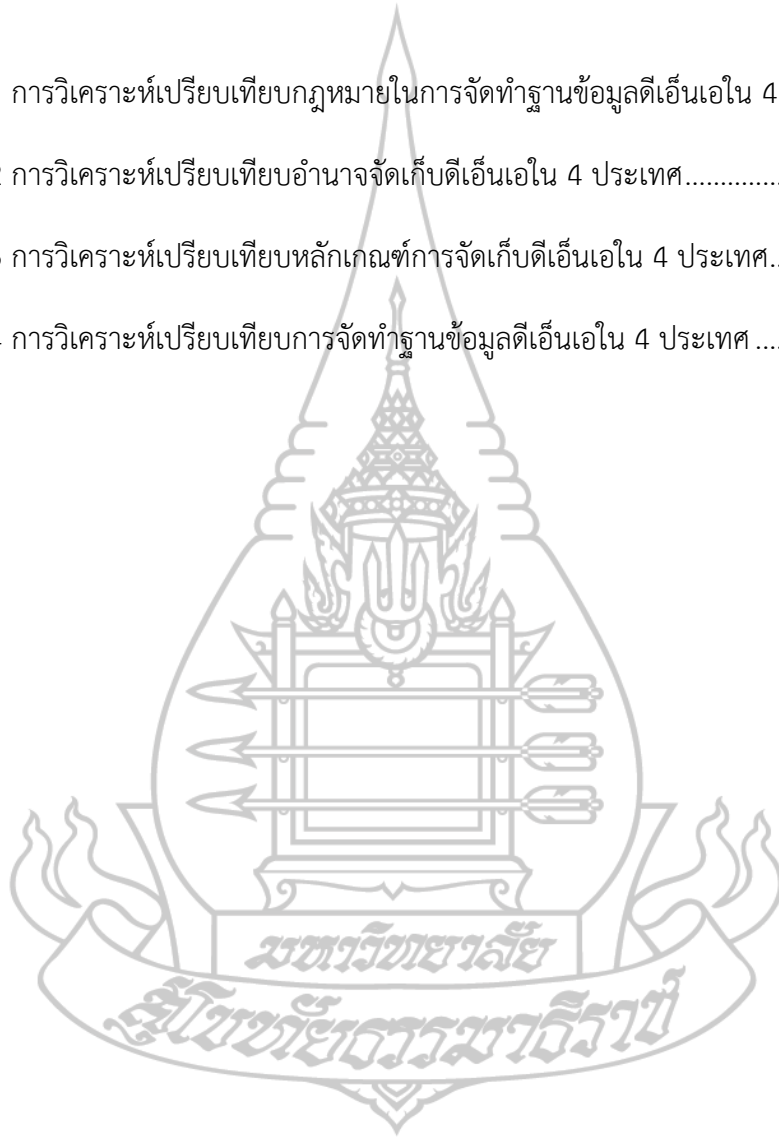 การวิเคราะห์เปรียบเทียบกฎหมายในการจัดทำฐานข้อมูลดีเอ็นเอใน 4
การวิเคราะห์เปรียบเทียบอำนาจจัดเก็บดีเอ็นเอใน 4 ประเทศ..............
การวิเคราะห์เปรียบเทียบหลักเกณฑ์การจัดเก็บดีเอ็นเอใน 4 ประเทศ..
การวิเคราะห์เปรียบเทียบการจัดทำฐานข้อมูลดีเอ็นเอใน 4 ประเทศ ....
มหาวิทยาลัย
สุโขทัยธรรมาธิราช